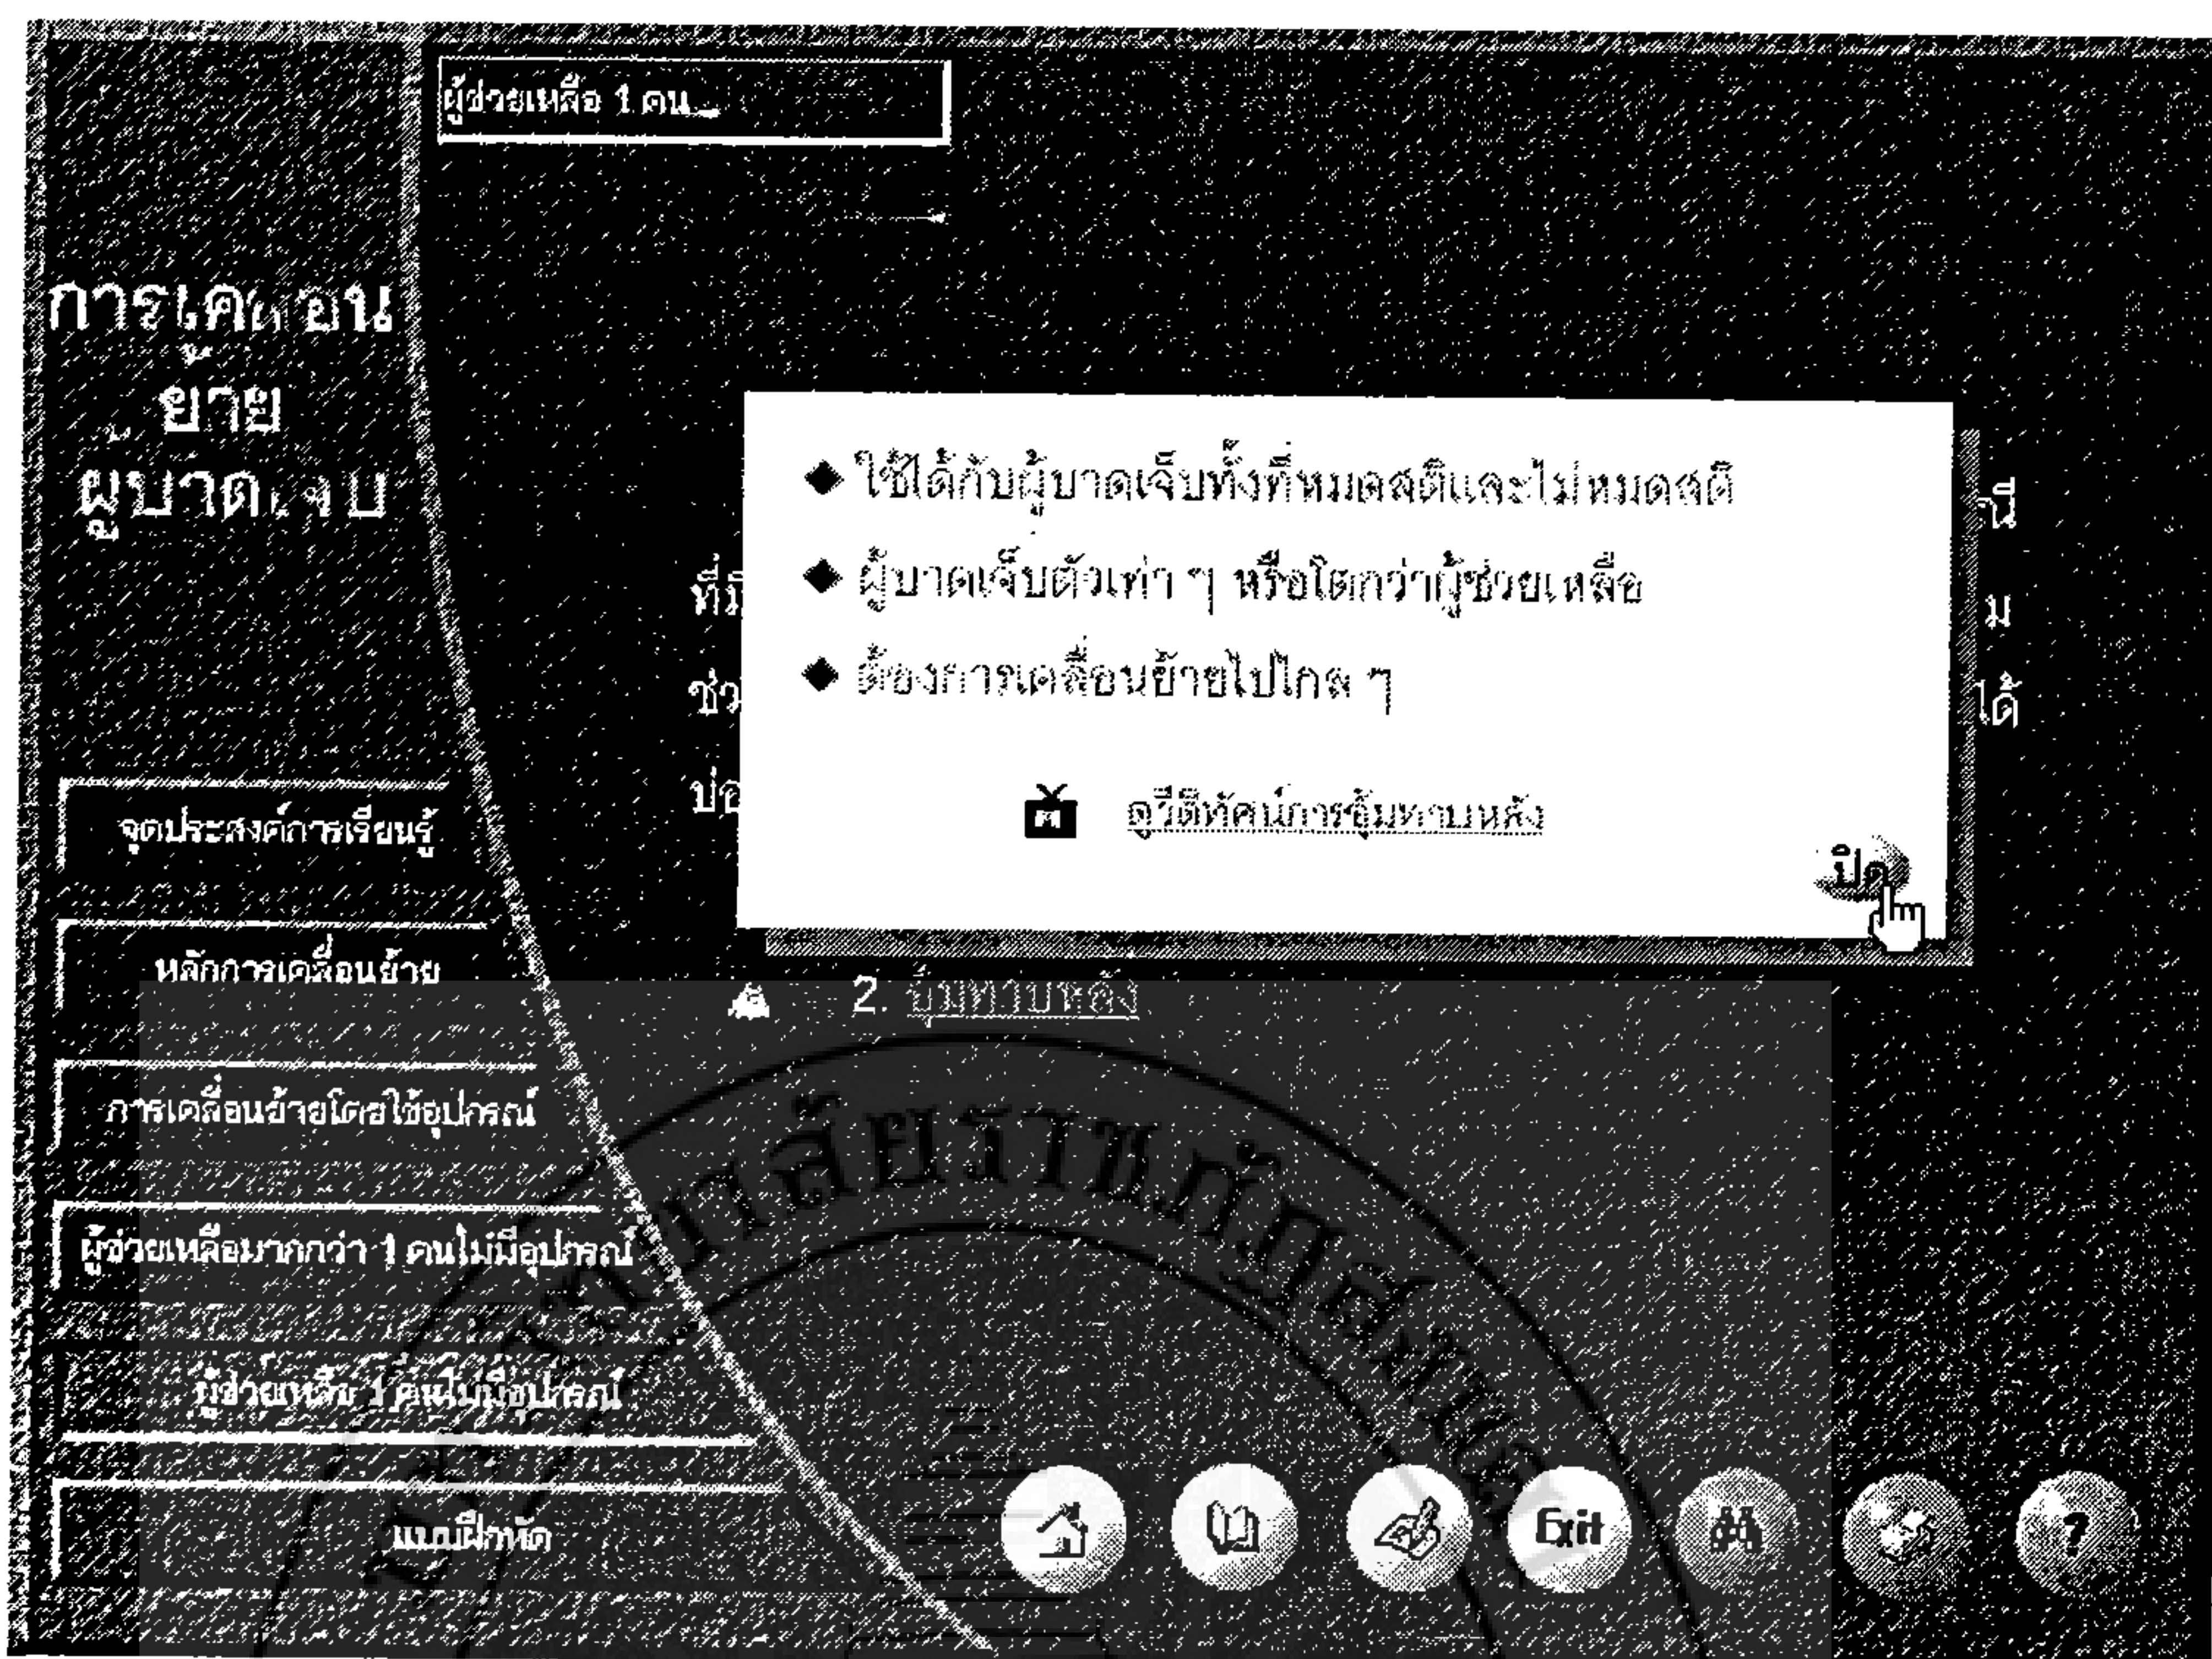 ผู้ช่วยเหลือ 1 คน
การเคลื่อน
ย้าย
ผู้บาดเจ็บ
◆ ใช้ได้กับผู้บาดเจ็บทั้งที่หมดสติและไม่หมดสติ
◆ ผู้บาดเจ็บตัวเท่า ๆ หรือโตกว่าผู้ช่วยเหลือ
◆ ต้องการเคลื่อนย้ายไปไกล ๆ
ดูวีดิทัศน์การอุ้มทาบหลัง
ปิด
นี้
ที่มี
ม
ช่ว
ได้
บ่อ
2. อุ้มทาบหลัง
จุดประสงค์การเรียนรู้
หลักการเคลื่อนย้าย
การเคลื่อนย้ายโดยใช้อุปกรณ์
ผู้ช่วยเหลือมากกว่า 1 คนไม่มีอุปกรณ์
ผู้ช่วยเหลือ 1 คนไม่มีอุปกรณ์
แบบฝึกหัด
Exit
?